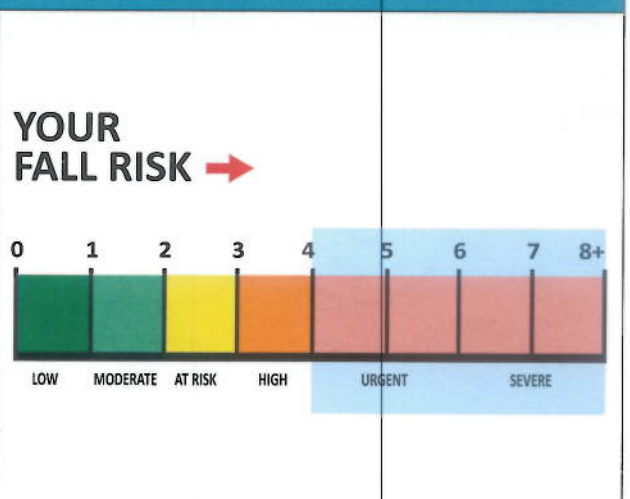 YOUR
FALL RISK
0 1 2 3 4 5 6 7 8+
LOW MODERATE AT RISK HIGH URGENT SEVERE